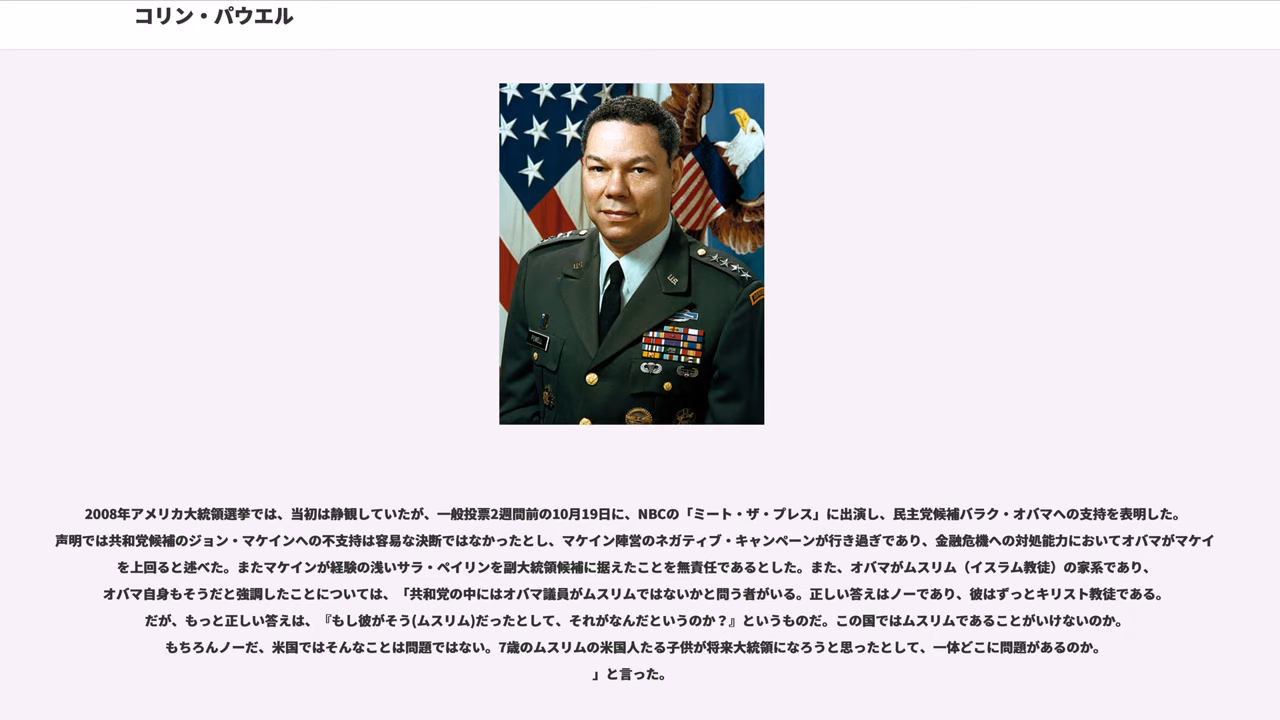 コリン・パウエル
POWELL
2008年アメリカ大統領選挙では、当初は静観していたが、一般投票2週間前の10月19日に、NBCの「ミート・ザ・プレス」に出演し、民主党候補バラク・オバマへの支持を表明した。
声明では共和党候補のジョン・マケインへの不支持は容易な決断ではなかったとし、マケイン陣営のネガティブ・キャンペーンが行き過ぎであり、金融危機への対処能力においてオバマがマケイ
を上回ると述べた。またマケインが経験の浅いサラ・ペイリンを副大統領候補に据えたことを無責任であるとした。また、オバマがムスリム（イスラム教徒）の家系であり、
オバマ自身もそうだと強調したことについては、「共和党の中にはオバマ議員がムスリムではないかと問う者がいる。正しい答えはノーであり、彼はずっとキリスト教徒である。
だが、もっと正しい答えは、『もし彼がそう(ムスリム)だったとして、それがなんだというのか？』というものだ。この国ではムスリムであることがいけないのか。
もちろんノーだ、米国ではそんなことは問題ではない。7歳のムスリムの米国人たる子供が将来大統領になろうと思ったとして、一体どこに問題があるのか。
」と言った。